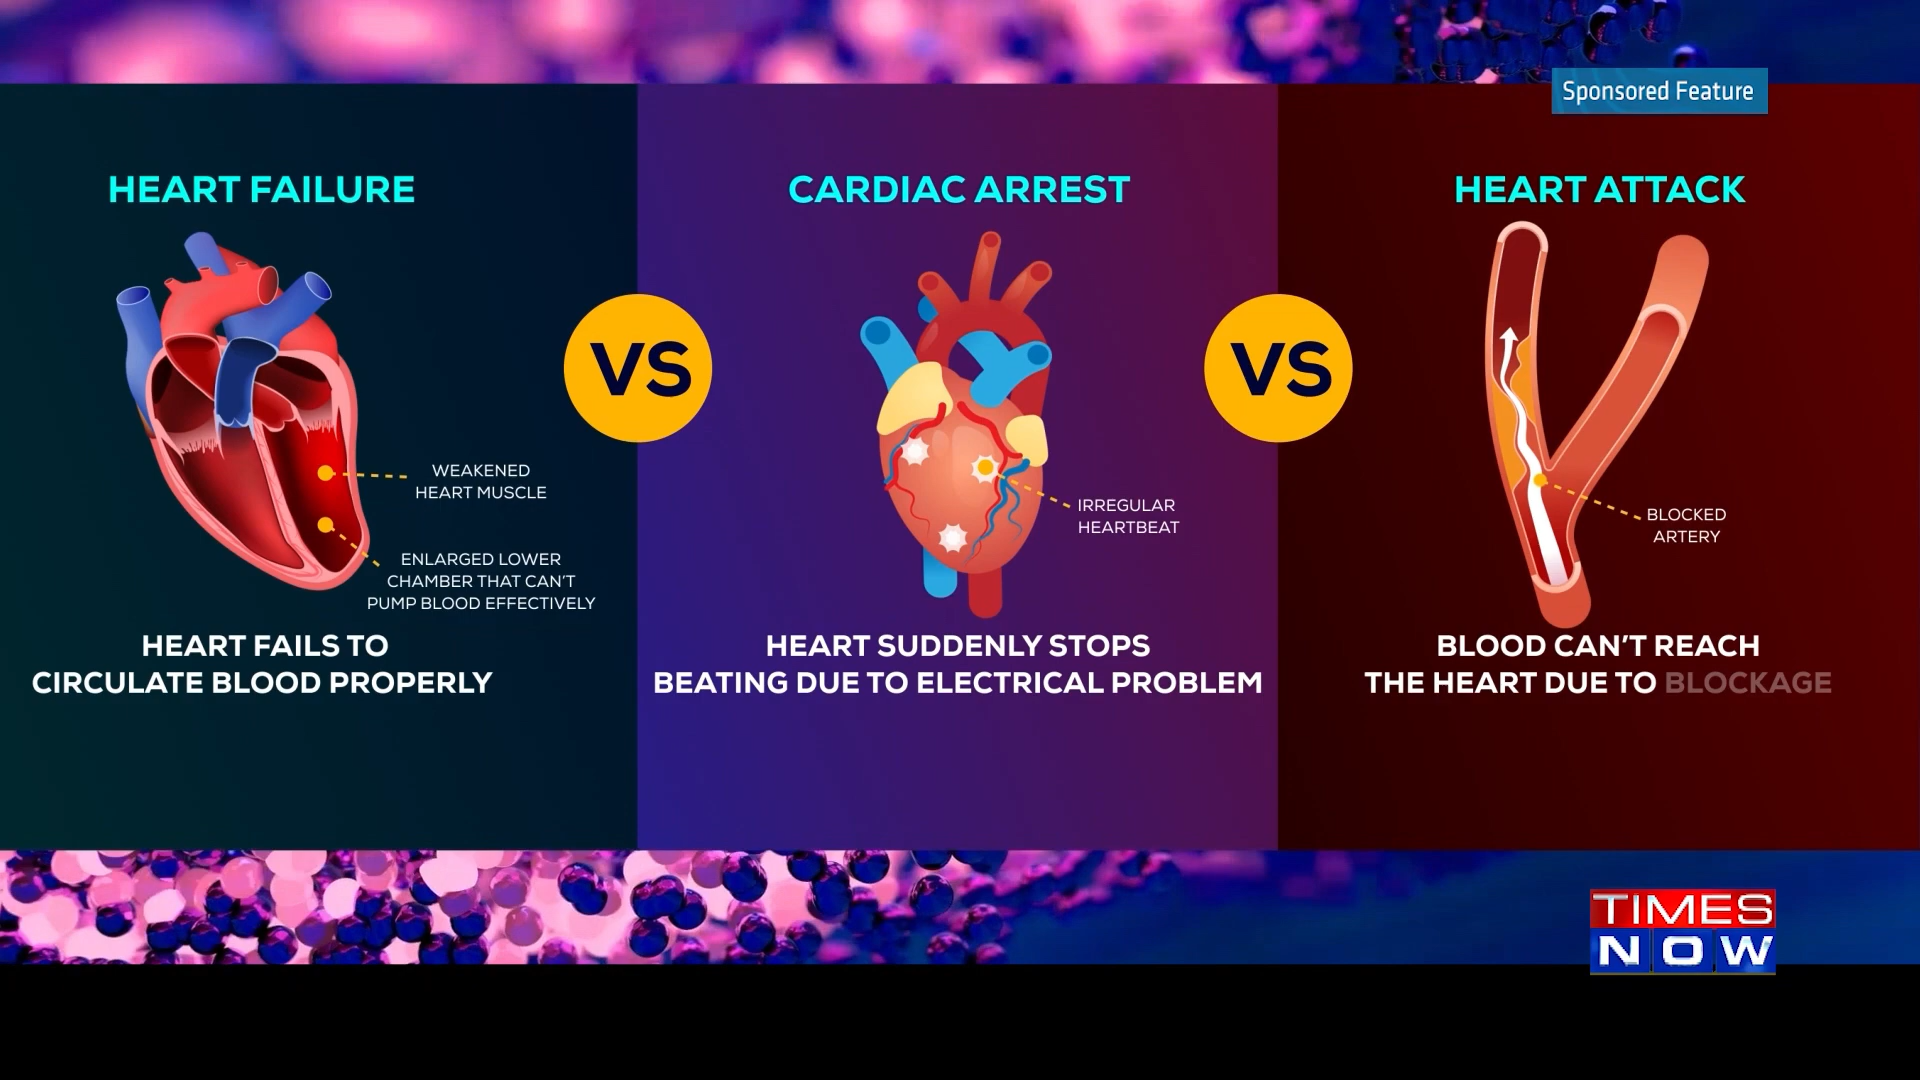 Sponsored Feature
HEART FAILURE
WEAKENED
HEART MUSCLE
ENLARGED LOWER
CHAMBER THAT CAN'T
PUMP BLOOD EFFECTIVELY
HEART FAILS TO
CIRCULATE BLOOD PROPERLY
VS
CARDIAC ARREST
IRREGULAR
HEARTBEAT
HEART SUDDENLY STOPS
BEATING DUE TO ELECTRICAL PROBLEM
VS
HEART ATTACK
BLOCKED
ARTERY
BLOOD CAN'T REACH
THE HEART DUE TO BLOCKAGE
TIMES
NOW